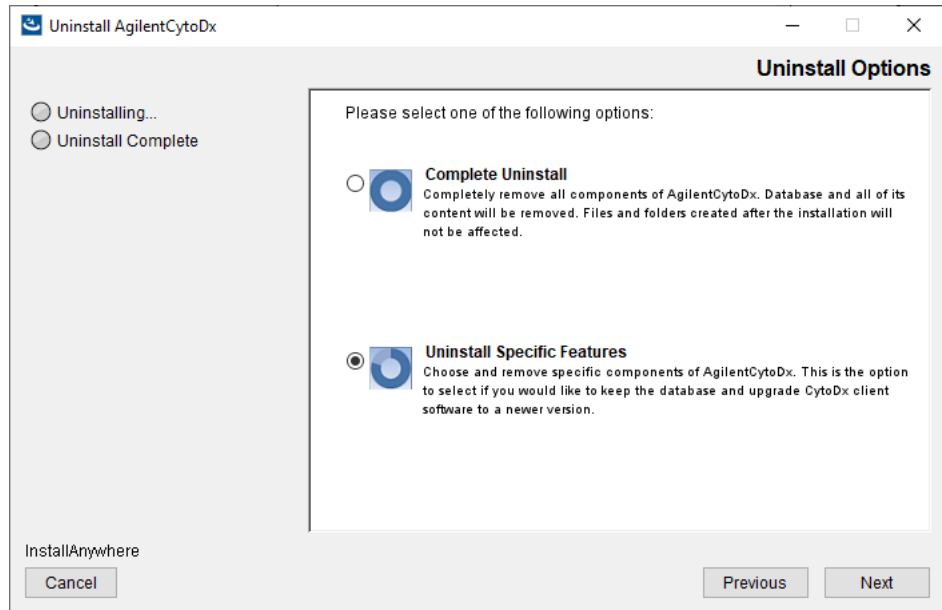 Uninstall AgilentCytoDx
Uninstall Options
Uninstalling...
Uninstall Complete
Please select one of the following options:
Complete Uninstall
Completely remove all components of AgilentCytoDx. Database and all of its
content will be removed. Files and folders created after the installation will
not be affected.
Uninstall Specific Features
Choose and remove specific components of AgilentCytoDx. This is the option
to select if you would like to keep the database and upgrade CytoDx client
software to a newer version.
InstallAnywhere
Cancel
Previous
Next